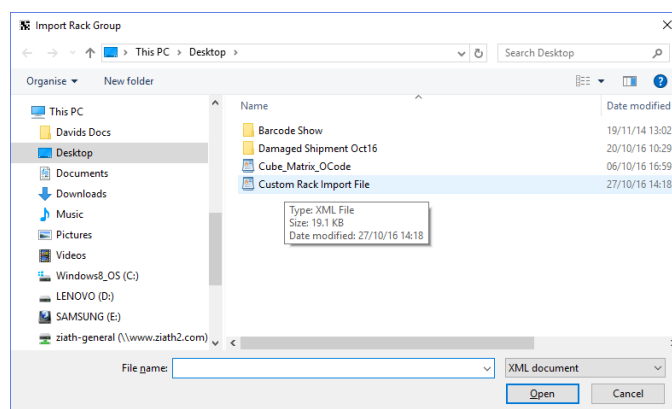 Import Rack Group
This PC > Desktop >
Search Desktop
Organise
New folder
This PC
Davids Docs
Desktop
Documents
Downloads
Music
Pictures
Videos
Windows8_OS (C:)
LENOVO (D:)
SAMSUNG (E:)
ziath-general (\\www.ziath2.com)
Name Date modified
Barcode Show 19/11/14 13:02
Damaged Shipment Oct16 20/10/16 10:29
Cube_Matrix_OCode 06/10/16 16:59
Custom Rack Import File 27/10/16 14:18
Type: XML File
Size: 19.1 KB
Date modified: 27/10/16 14:18
File name:
XML document
Open
Cancel